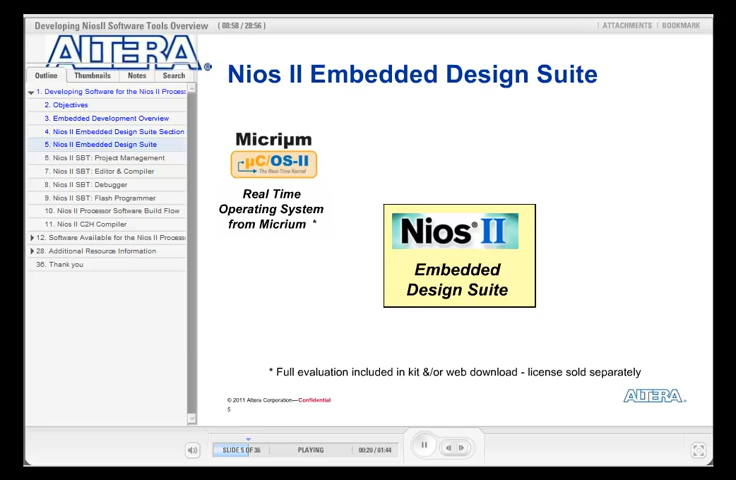 Developing NiosII Software Tools Overview ( 08:58 / 28:56 )
ATTACHMENTS BOOKMARK
ALTERA®
Outline Thumbnails Notes Search
1. Developing Software for the Nios II Process
2. Objectives
3. Embedded Development Overview
4. Nios II Embedded Design Suite Section
5. Nios II Embedded Design Suite
6. Nios II SBT: Project Management
7. Nios II SBT: Editor & Compiler
8. Nios II SBT: Debugger
9. Nios II SBT: Flash Programmer
10. Nios II Processor Software Build Flow
11. Nios II C2H Compiler
12. Software Available for the Nios II Process
28. Additional Resource Information
36. Thank you
Nios II Embedded Design Suite
Micriµm
µC/OS-II
The Real-Time Kernel
Real Time
Operating System
from Micrium *
Nios® II
Embedded
Design Suite
* Full evaluation included in kit &/or web download - license sold separately
© 2011 Altera Corporation—Confidential
5
ALTERA.
SLIDE 5 OF 36 PLAYING 00:20 / 01:44